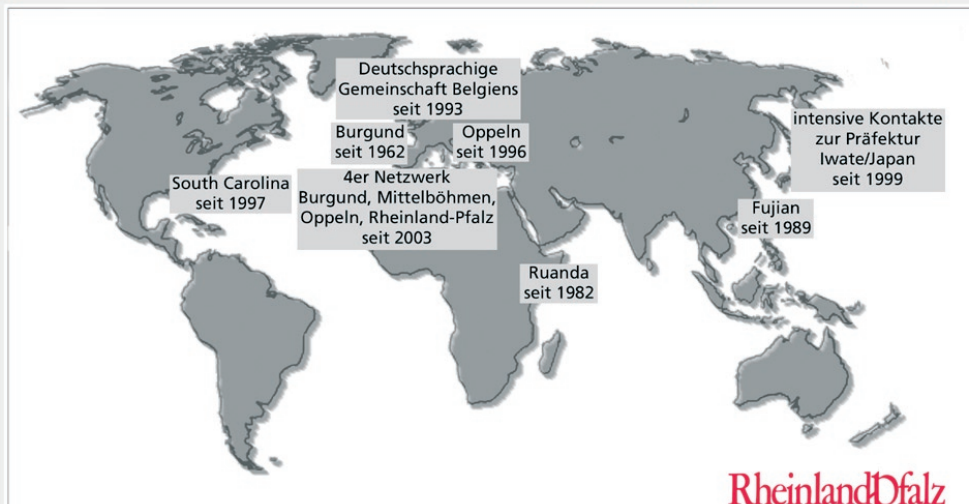 Deutschsprachige
Gemeinschaft Belgiens
seit 1993
Burgund
seit 1962
Oppeln
seit 1996
intensive Kontakte
zur Präfektur
Iwate/Japan
seit 1999
South Carolina
seit 1997
4er Netzwerk
Burgund, Mittelböhmen,
Oppeln, Rheinland-Pfalz
seit 2003
Fujian
seit 1989
Ruanda
seit 1982
RheinlandPfalz